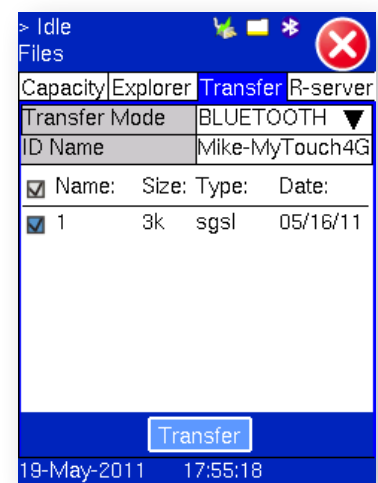 > Idle
Files
Capacity Explorer Transfer R-server
Transfer Mode BLUETOOTH
ID Name Mike-MyTouch4G
Name: Size: Type: Date:
1 3k sgsl 05/16/11
Transfer
19-May-2011 17:55:18